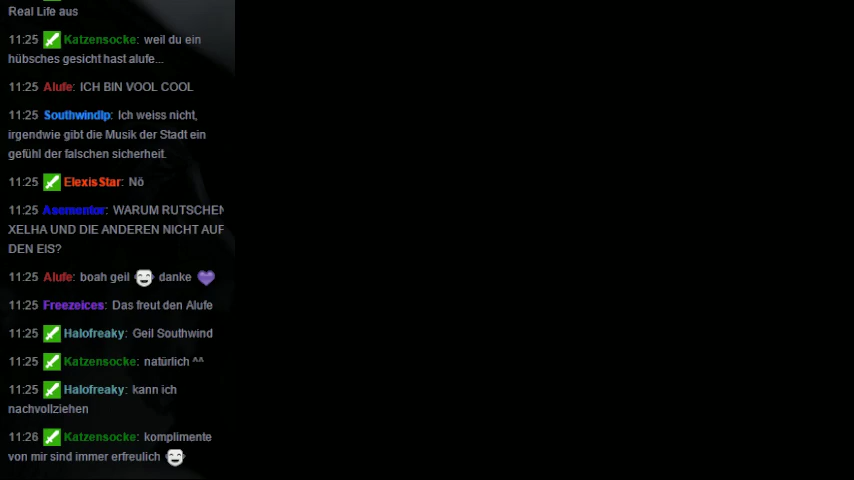 Real Life aus
11:25 Katzensocke: weil du ein
hübsches gesicht hast alufe...
11:25 Alufe: ICH BIN VOOL COOL
11:25 Southwindlp: Ich weiss nicht,
irgendwie gibt die Musik der Stadt ein
gefühl der falschen sicherheit.
11:25 ElexisStar: Nö
11:25 Asementor: WARUM RUTSCHEN
XELHA UND DIE ANDEREN NICHT AUF
DEN EIS?
11:25 Alufe: boah geil danke
11:25 Freezeices: Das freut den Alufe
11:25 Halofreaky: Geil Southwind
11:25 Katzensocke: natürlich ^^
11:25 Halofreaky: kann ich
nachvollziehen
11:26 Katzensocke: komplimente
von mir sind immer erfreulich